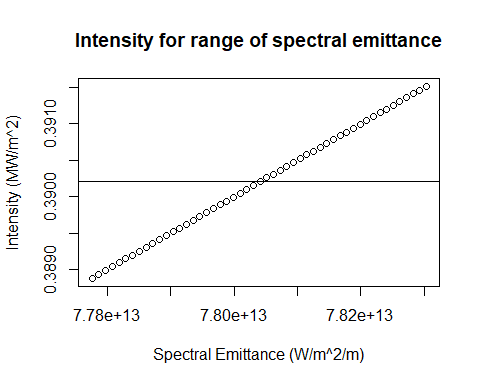 Intensity for range of spectral emittance
Intensity (MW/m^2)
0.3910
0.3900
0.3890
7.78e+13
7.80e+13
7.82e+13
Spectral Emittance (W/m^2/m)